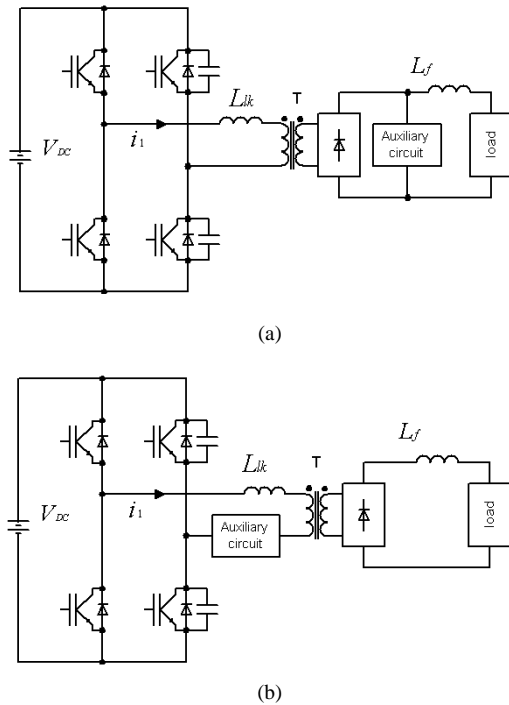 L_f
L_lk
T
V_DC
i_1
Auxiliary
circuit
load
(a)
L_f
L_lk
T
V_DC
i_1
Auxiliary
circuit
load
(b)